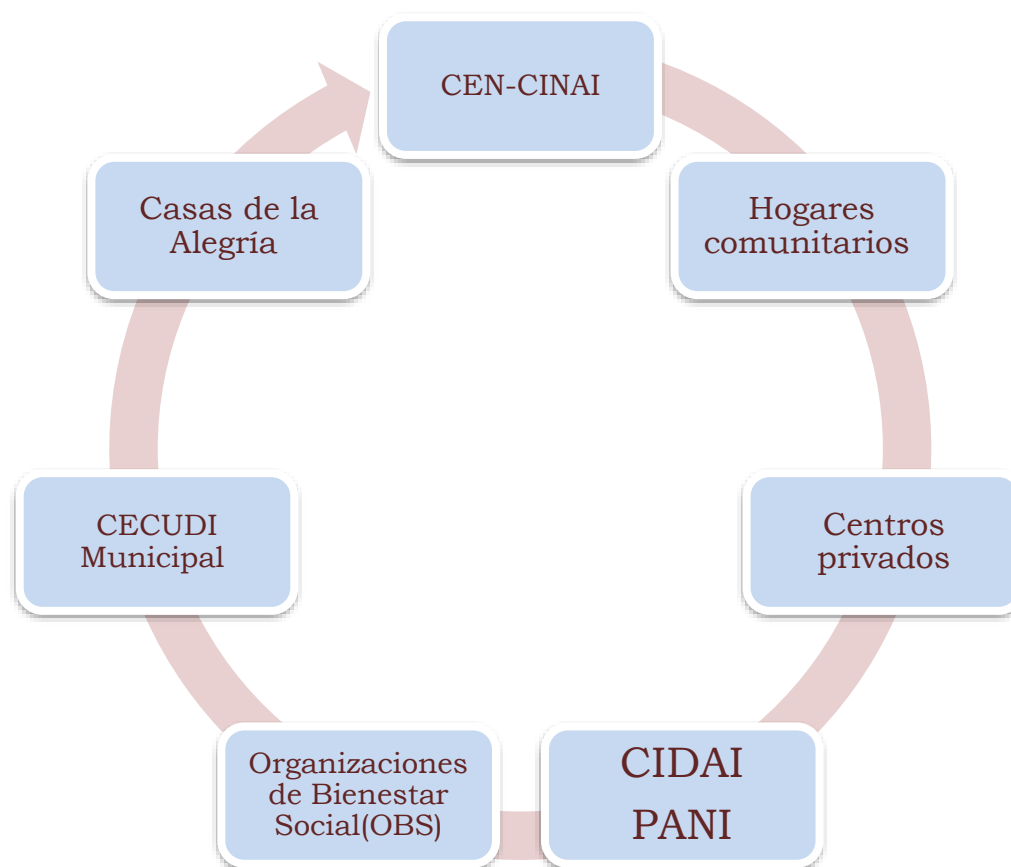 CEN-CINAI
Hogares
comunitarios
Centros
privados
CIDAI
PANI
Organizaciones
de Bienestar
Social(OBS)
CECUDI
Municipal
Casas de la
Alegría